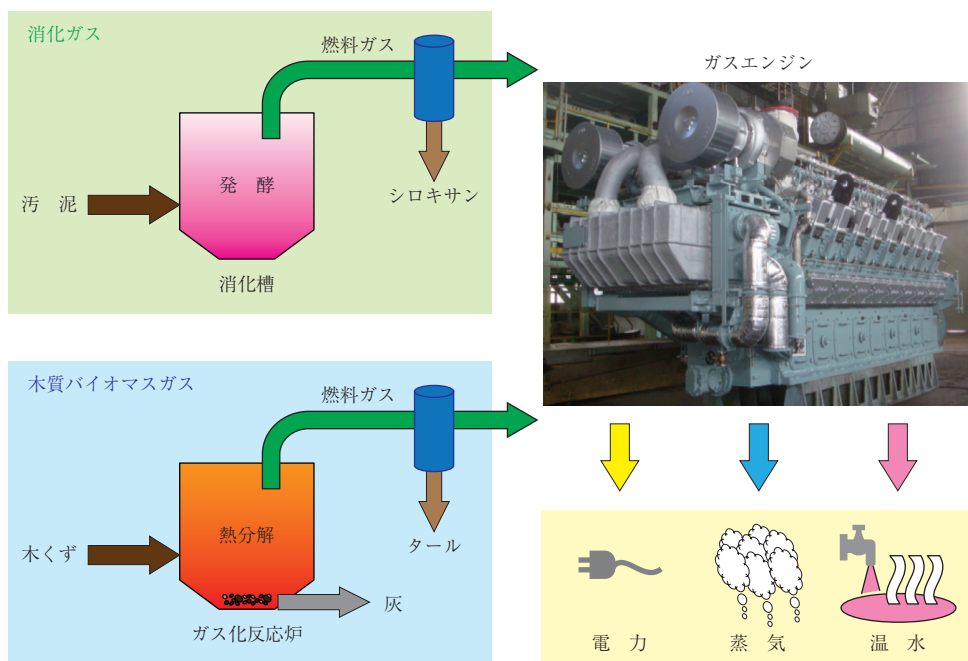 消化ガス
燃料ガス
汚　泥
発　酵
消化槽
シロキサン
木質バイオマスガス
燃料ガス
木くず
熱分解
タール
灰
ガス化反応炉
ガスエンジン
電　力
蒸　気
温　水